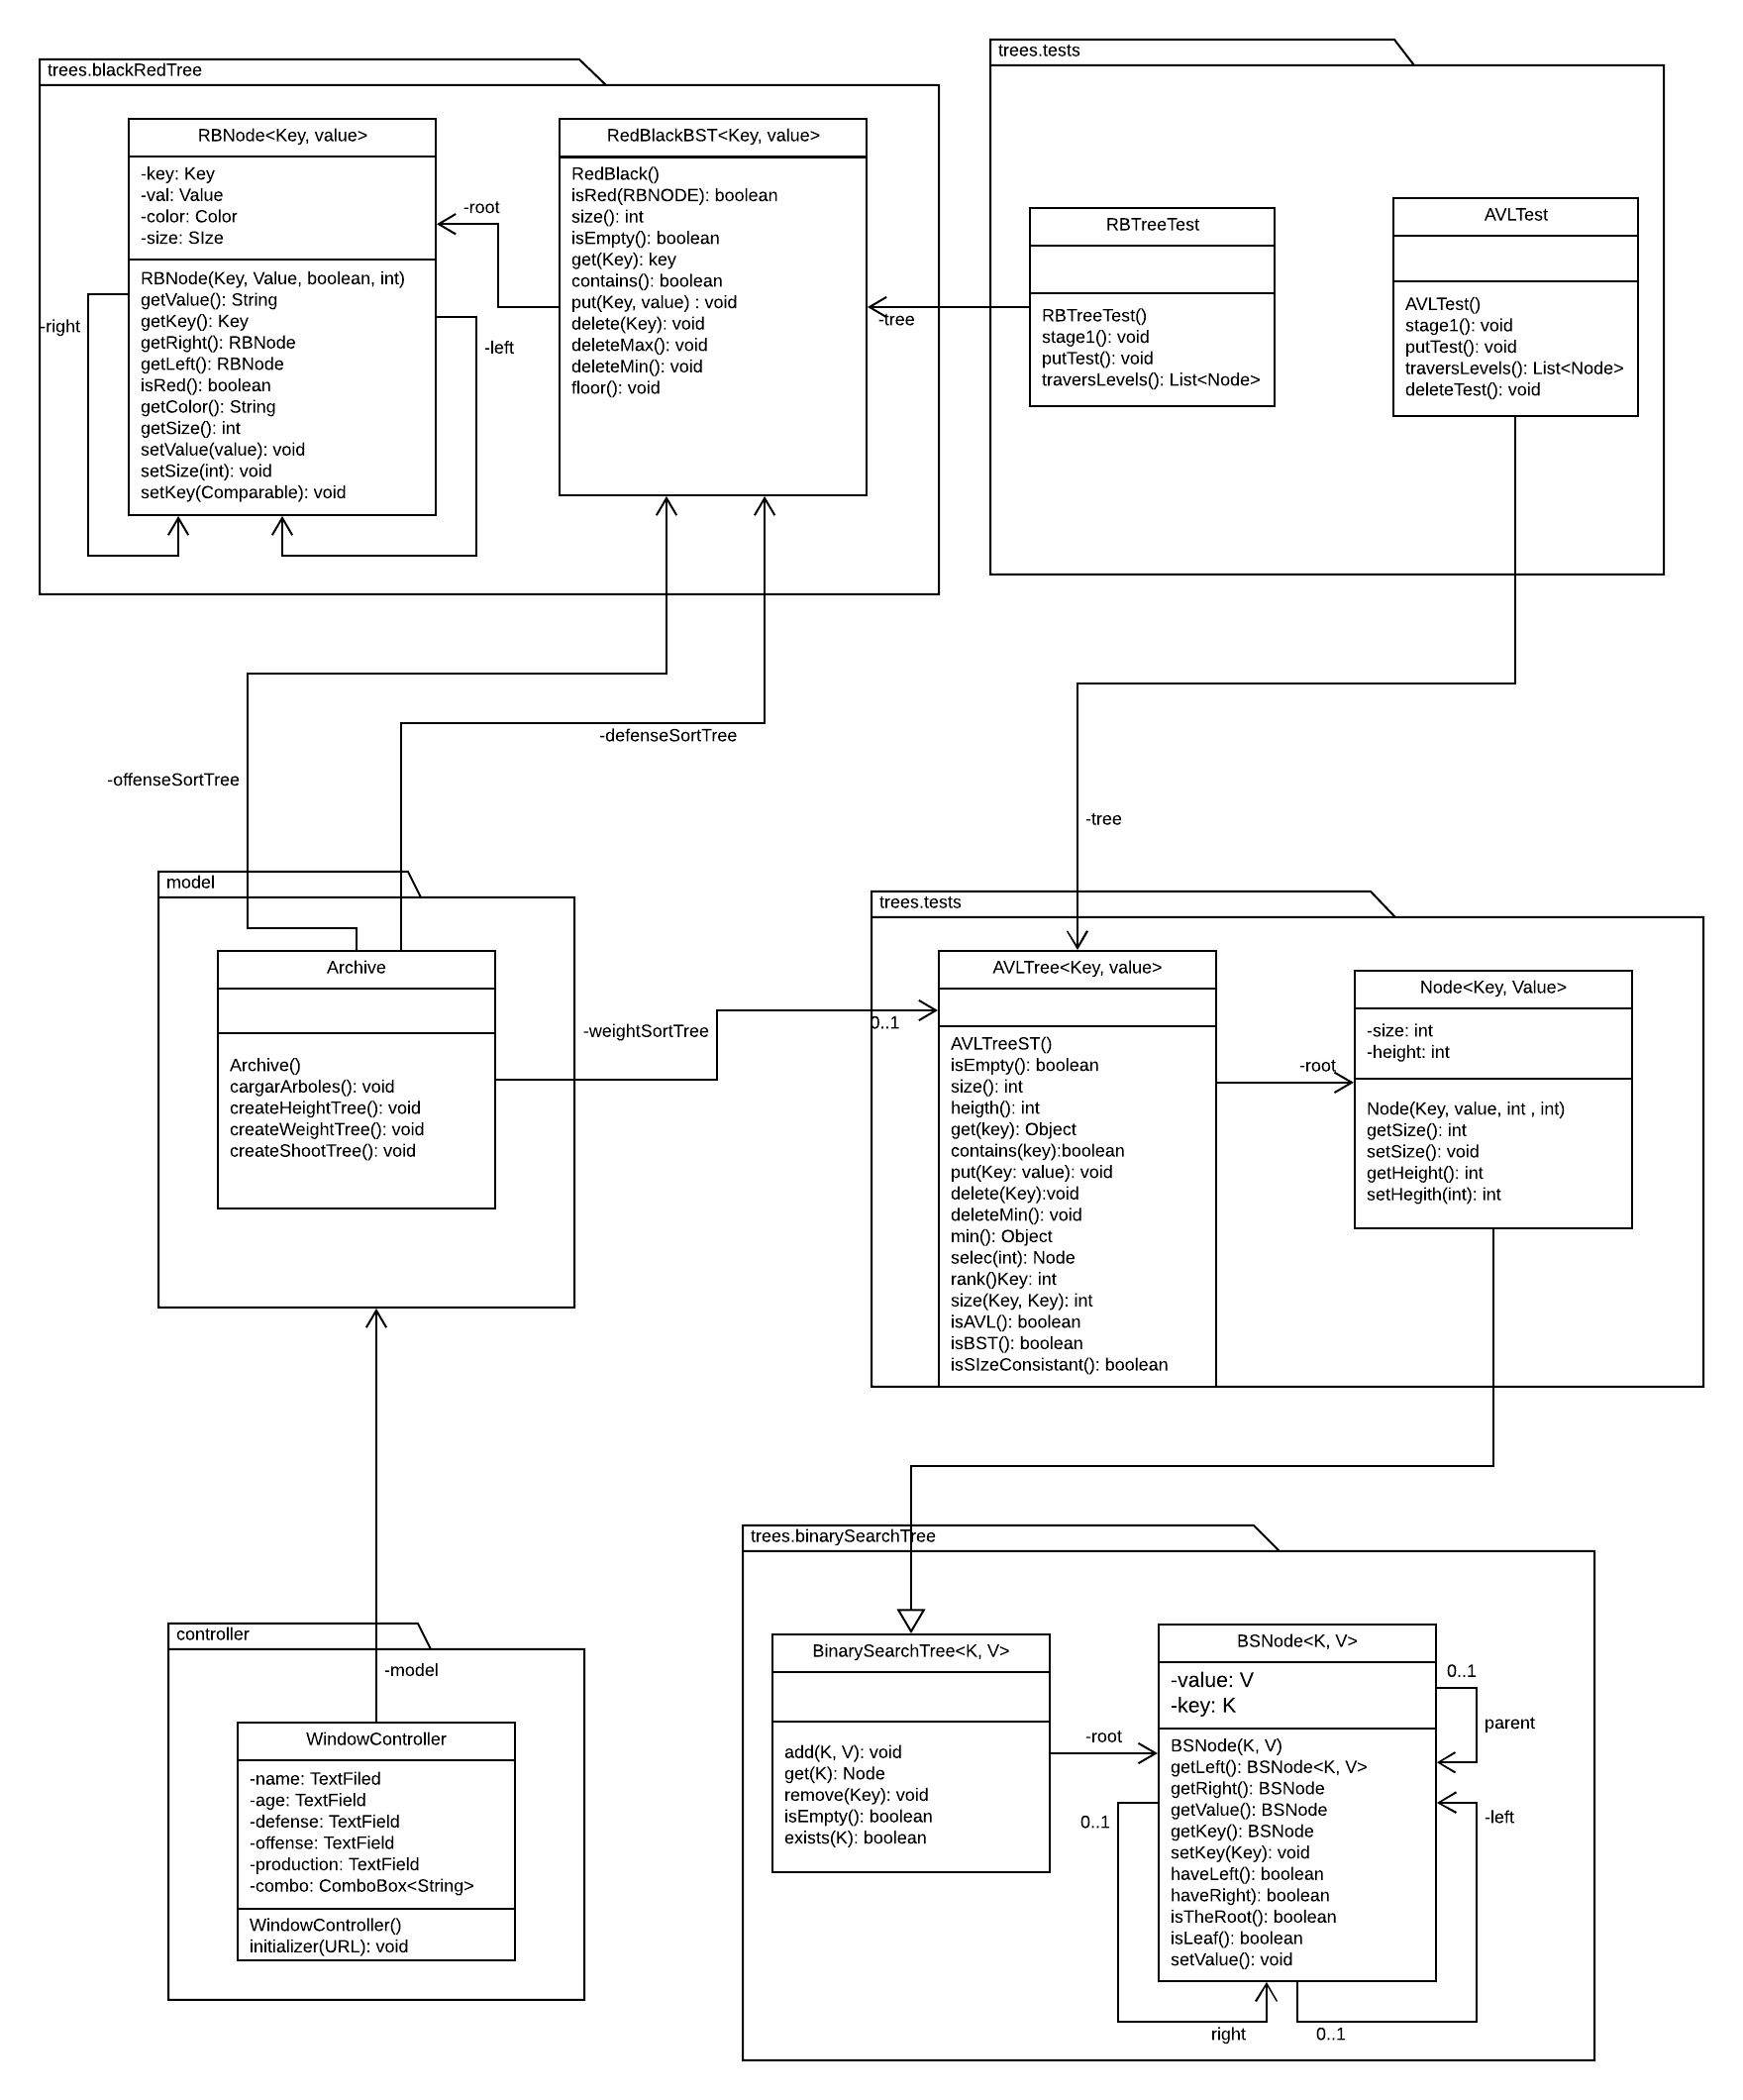 trees.blackRedTree
RBNode<Key, value>
-key: Key
-val: Value
-color: Color
-size: SIze
RBNode(Key, Value, boolean, int)
getValue(): String
getKey(): Key
getRight(): RBNode
getLeft(): RBNode
isRed(): boolean
getColor(): String
getSize(): int
setValue(value): void
setSize(int): void
setKey(Comparable): void
-right
-left
-root
RedBlackBST<Key, value>
RedBlack()
isRed(RBNODE): boolean
size(): int
isEmpty(): boolean
get(Key): key
contains(): boolean
put(Key, value) : void
delete(Key): void
deleteMax(): void
deleteMin(): void
floor(): void
trees.tests
RBTreeTest
RBTreeTest()
stage1(): void
putTest(): void
traversLevels(): List<Node>
-tree
AVLTest
AVLTest()
stage1(): void
putTest(): void
traversLevels(): List<Node>
deleteTest(): void
-defenseSortTree
-offenseSortTree
-tree
model
Archive
Archive()
cargarArboles(): void
createHeightTree(): void
createWeightTree(): void
createShootTree(): void
-weightSortTree
0..1
trees.tests
AVLTree<Key, value>
AVLTreeST()
isEmpty(): boolean
size(): int
heigth(): int
get(key): Object
contains(key):boolean
put(Key: value): void
delete(Key):void
deleteMin(): void
min(): Object
selec(int): Node
rank()Key: int
size(Key, Key): int
isAVL(): boolean
isBST(): boolean
isSIzeConsistant(): boolean
-root
Node<Key, Value>
-size: int
-height: int
Node(Key, value, int , int)
getSize(): int
setSize(): void
getHeight(): int
setHegith(int): int
controller
-model
WindowController
-name: TextFiled
-age: TextField
-defense: TextField
-offense: TextField
-production: TextField
-combo: ComboBox<String>
WindowController()
initializer(URL): void
trees.binarySearchTree
BinarySearchTree<K, V>
add(K, V): void
get(K): Node
remove(Key): void
isEmpty(): boolean
exists(K): boolean
-root
BSNode<K, V>
-value: V
-key: K
BSNode(K, V)
getLeft(): BSNode<K, V>
getRight(): BSNode
getValue(): BSNode
getKey(): BSNode
setKey(Key): void
haveLeft(): boolean
haveRight): boolean
isTheRoot(): boolean
isLeaf(): boolean
setValue(): void
0..1
parent
-left
0..1
right
0..1